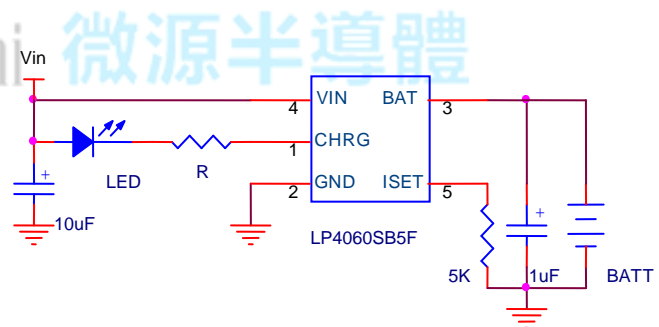 微源半導體
Vin
4 VIN BAT 3
1 CHRG
2 GND ISET 5
LED R
10uF
LP4060SB5F
5K 1uF BATT